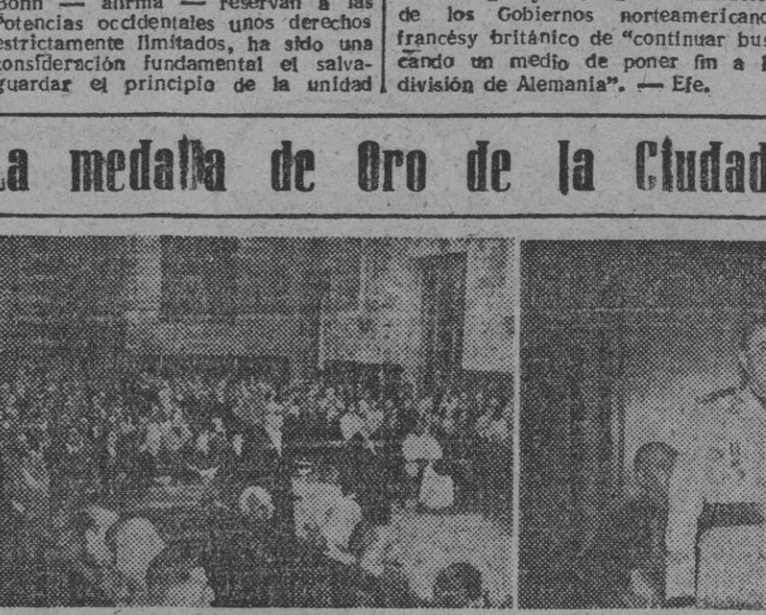 Bonn — afirma — reservan a las
Potencias occidentales unos derechos
estrictamente limitados, ha sido una
consideración fundamental el salva-
guardar el principio de la unidad
de los Gobiernos norteamericano
francésy británico de “continuar bus
cando un medio de poner fin a l
división de Alemania”. — Efe.
La medalla de Oro de la Ciudad